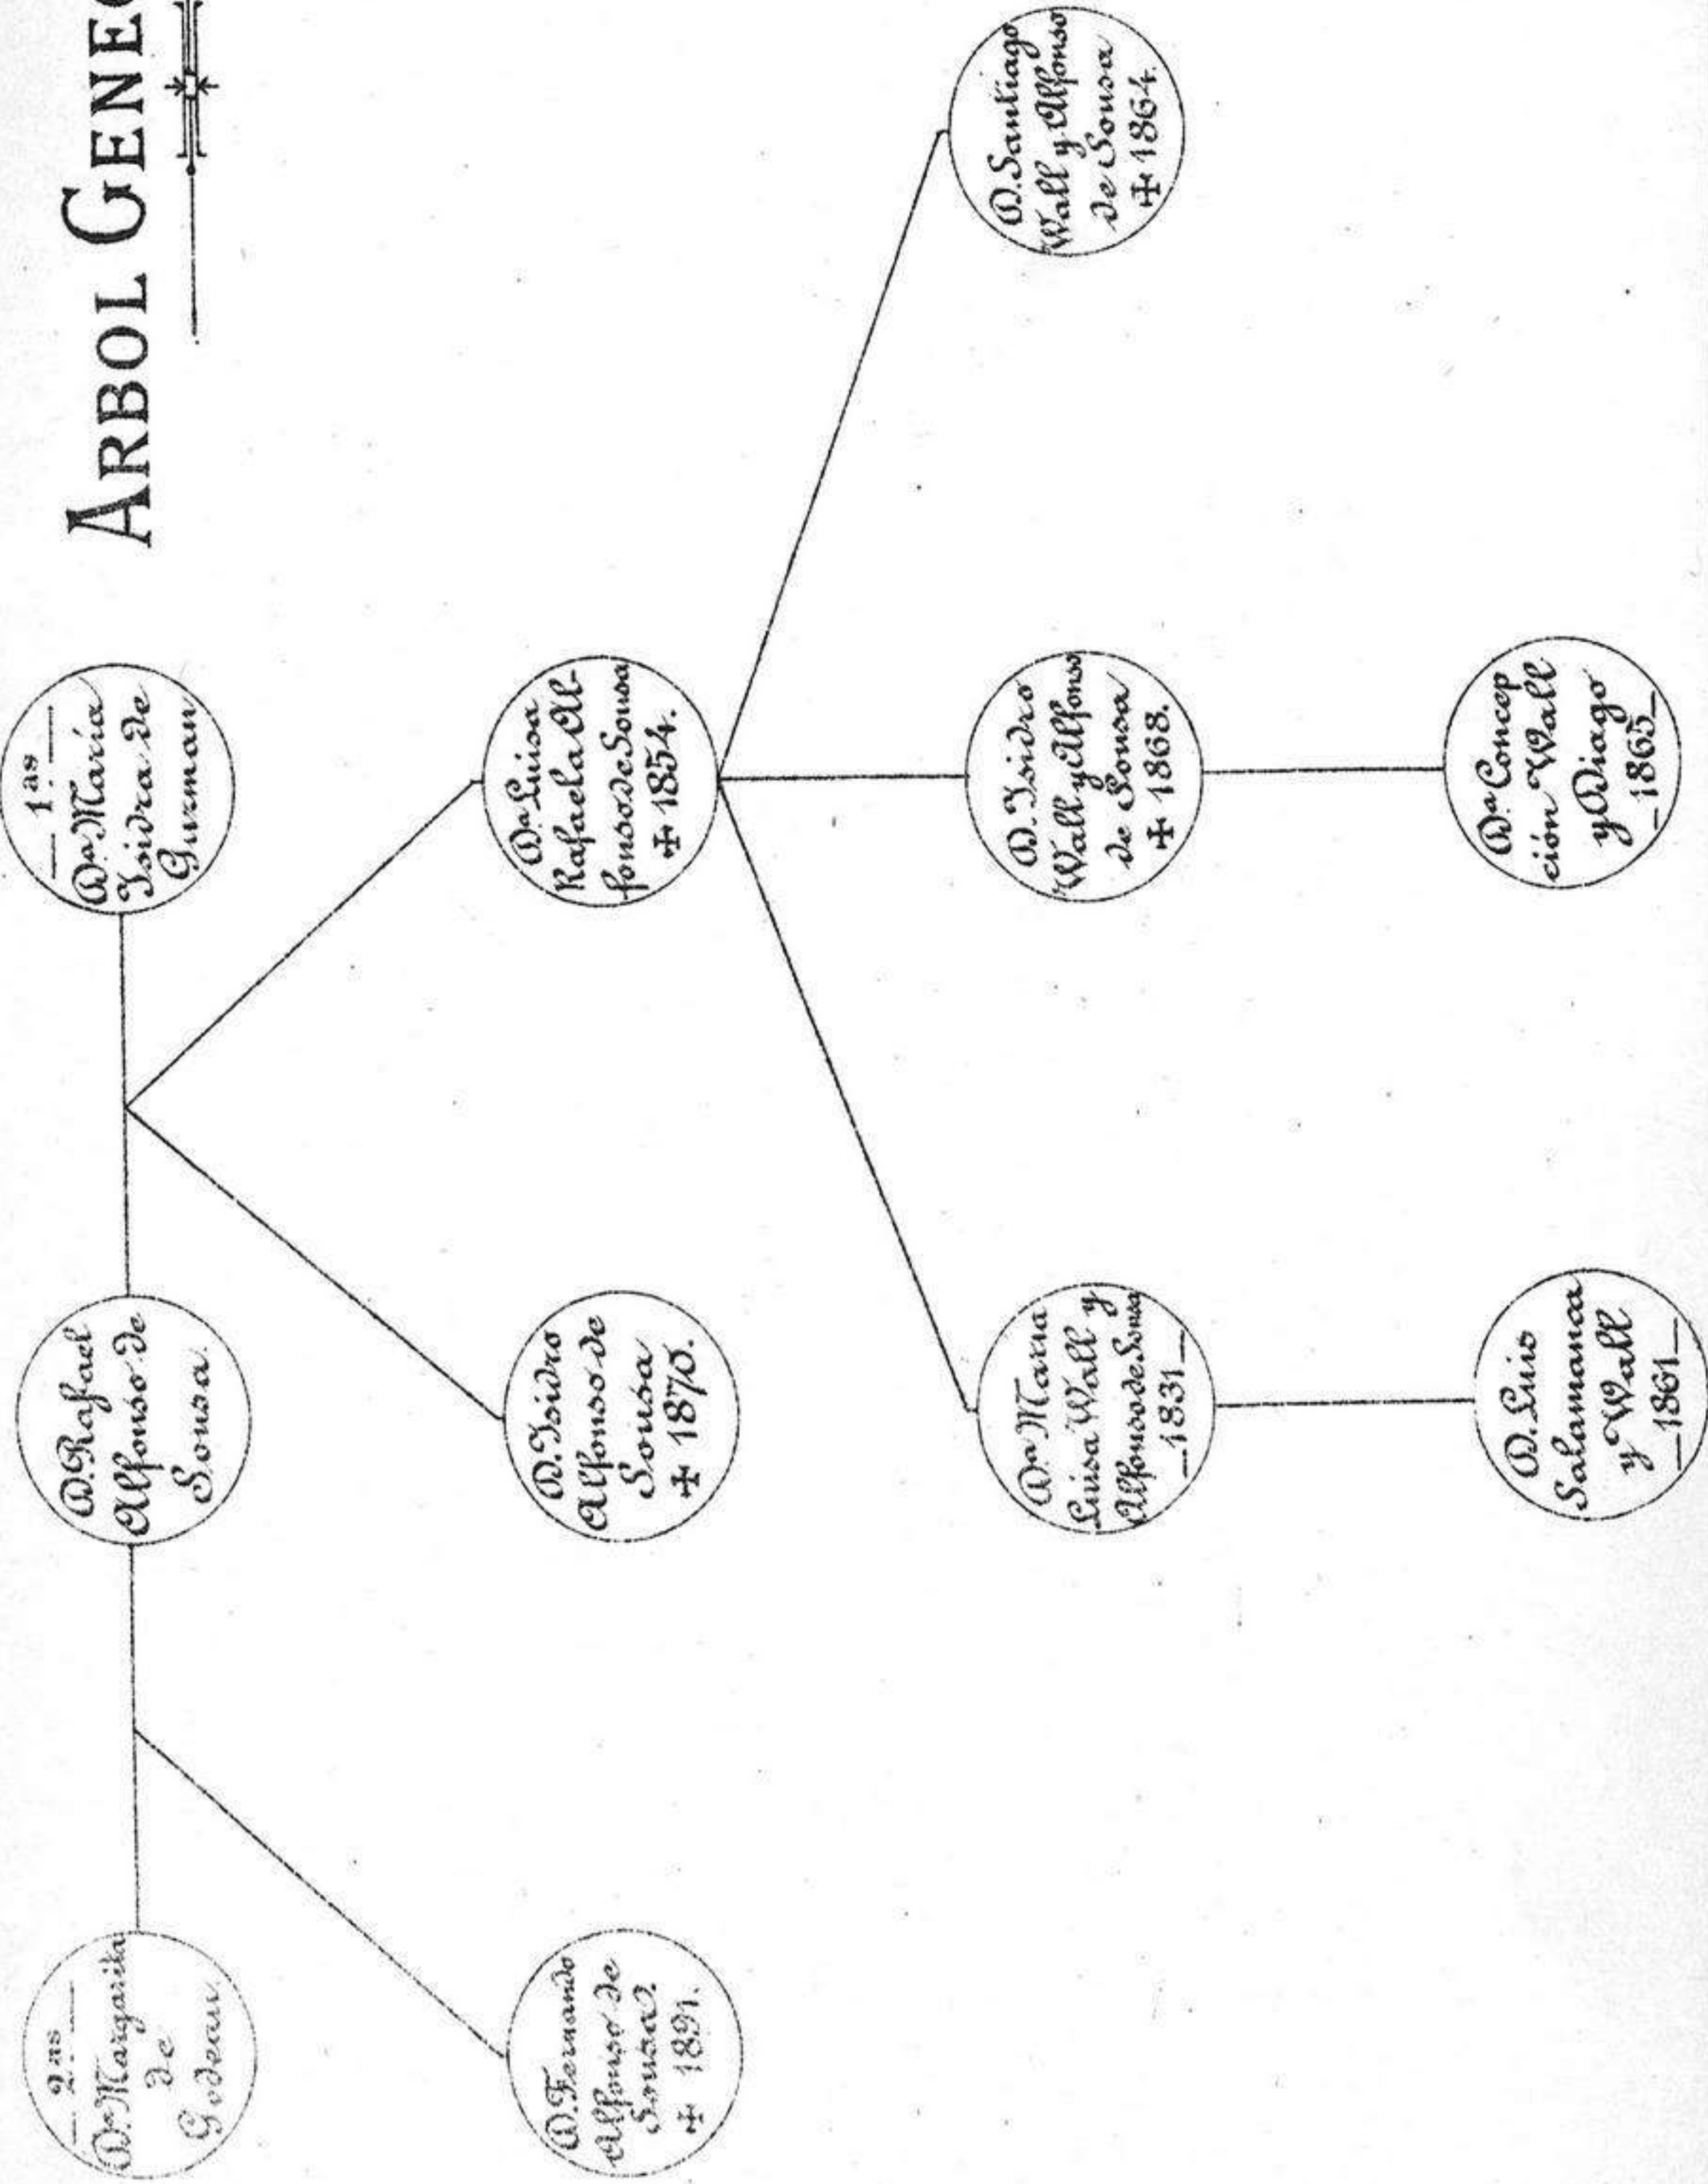 ARBOL GENEO
2.as
D.ª Margarita
de
Godeau.
D. Rafael
Alfonso de
Sousa.
1.as
D.ª María
Isidra de
Guzman
D. Fernando
Alfonso de
Sousa.
✠ 1891.
D. Isidro
Alfonso de
Sousa
✠ 1870.
D.ª Luisa
Rafaela Al-
fonso de Sousa
✠ 1854.
D.ª Maria
Luisa Wall y
Alfonso de Sousa
1831
D. Isidro
Wall y Alfonso
de Sousa
✠ 1868.
D. Santiago
Wall y Alfonso
de Sousa
✠ 1864.
D. Luis
Salamanca
y Wall
1861
D.ª Concep
ción Wall
y Diago
1865